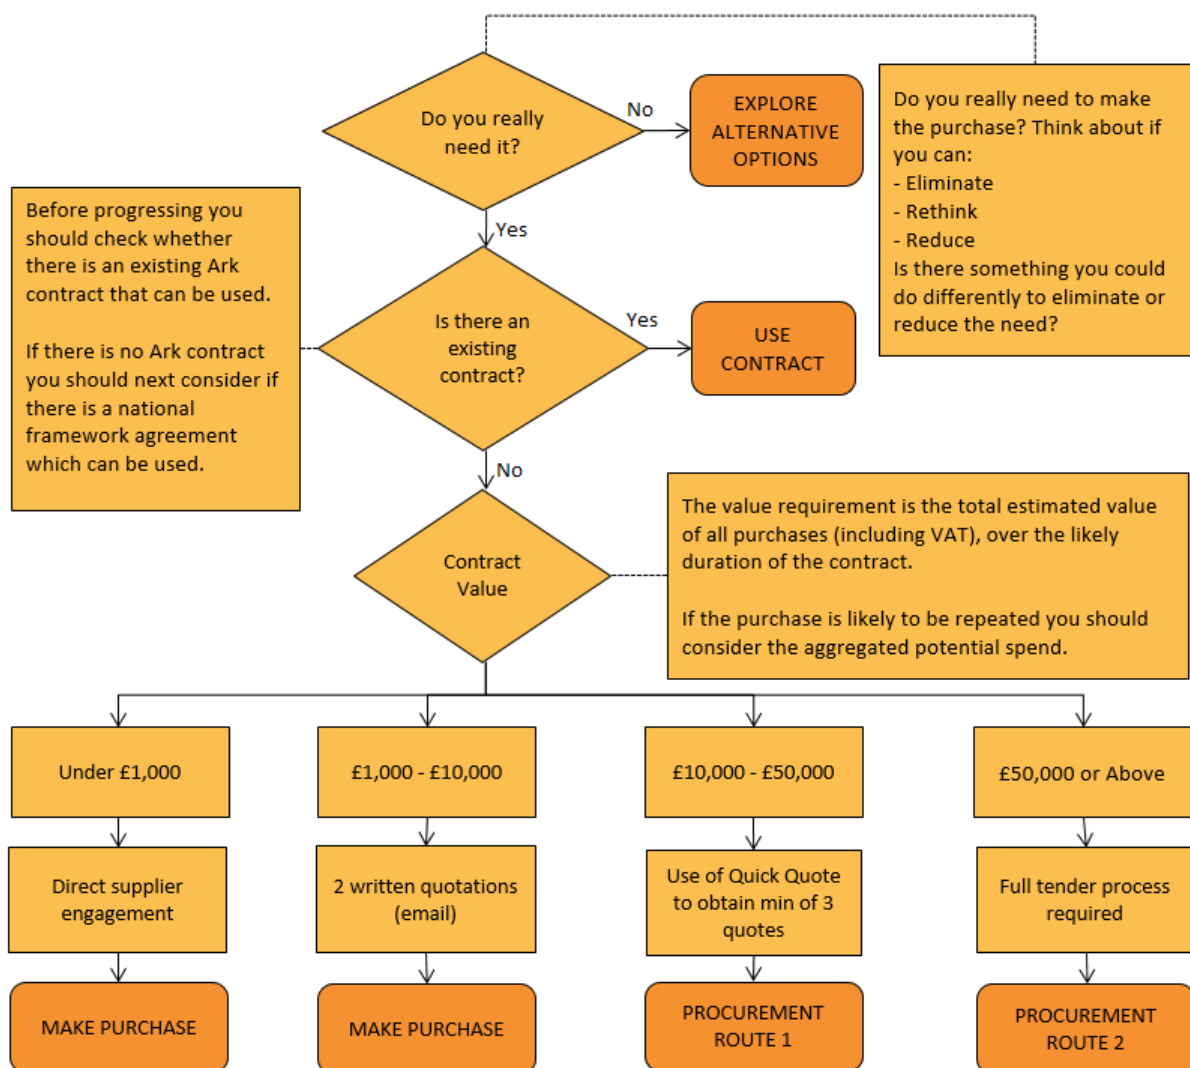 Do you really
need it?
No
EXPLORE
ALTERNATIVE
OPTIONS
Do you really need to make
the purchase? Think about if
you can:
- Eliminate
- Rethink
- Reduce
Is there something you could
do differently to eliminate or
reduce the need?
Yes
Before progressing you
should check whether
there is an existing Ark
contract that can be used.
If there is no Ark contract
you should next consider if
there is a national
framework agreement
which can be used.
Is there an
existing
contract?
Yes
USE
CONTRACT
No
Contract
Value
The value requirement is the total estimated value
of all purchases (including VAT), over the likely
duration of the contract.
If the purchase is likely to be repeated you should
consider the aggregated potential spend.
Under £1,000
£1,000 - £10,000
£10,000 - £50,000
£50,000 or Above
Direct supplier
engagement
2 written quotations
(email)
Use of Quick Quote
to obtain min of 3
quotes
Full tender process
required
MAKE PURCHASE
MAKE PURCHASE
PROCUREMENT
ROUTE 1
PROCUREMENT
ROUTE 2